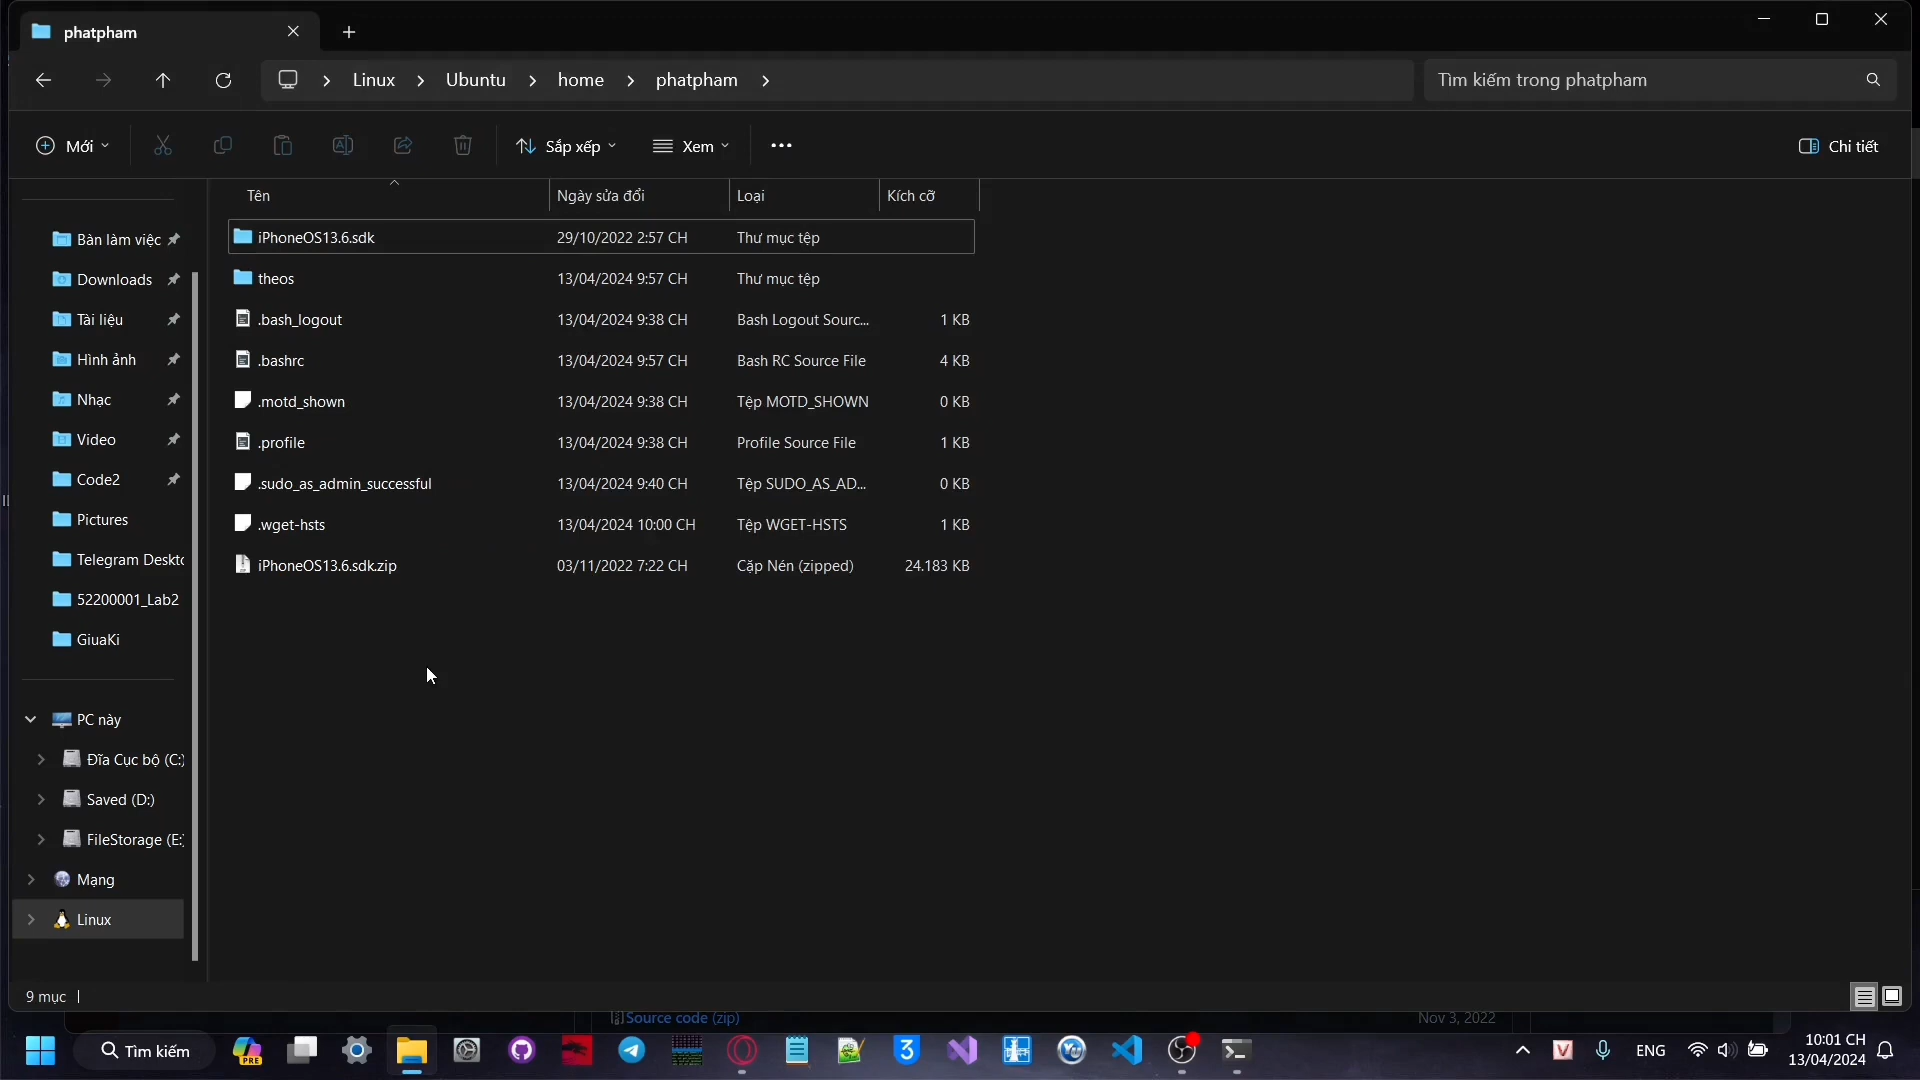 phatpham
Linux
Ubuntu
home
phatpham
Tìm kiếm trong phatpham
Mới
Sắp xếp
Xem
Chi tiết
Tên
Ngày sửa đổi
Loại
Kích cỡ
iPhoneOS13.6.sdk
29/10/2022 2:57 CH
Thư mục tệp
theos
13/04/2024 9:57 CH
Thư mục tệp
.bash_logout
13/04/2024 9:38 CH
Bash Logout Sourc...
1 KB
.bashrc
13/04/2024 9:57 CH
Bash RC Source File
4 KB
.motd_shown
13/04/2024 9:38 CH
Tệp MOTD_SHOWN
0 KB
.profile
13/04/2024 9:38 CH
Profile Source File
1 KB
.sudo_as_admin_successful
13/04/2024 9:40 CH
Tệp SUDO_AS_AD...
0 KB
.wget-hsts
13/04/2024 10:00 CH
Tệp WGET-HSTS
1 KB
iPhoneOS13.6.sdk.zip
03/11/2022 7:22 CH
Cặp Nén (zipped)
24.183 KB
Bàn làm việc
Downloads
Tài liệu
Hình ảnh
Nhạc
Video
Code2
Pictures
Telegram Deskto
52200001_Lab2
GiuaKi
PC này
Đĩa Cục bộ (C:)
Saved (D:)
FileStorage (E:)
Mạng
Linux
9 mục
Source code (zip)
Nov 3, 2022
Tìm kiếm
PRE
3
V
ENG
10:01 CH
13/04/2024